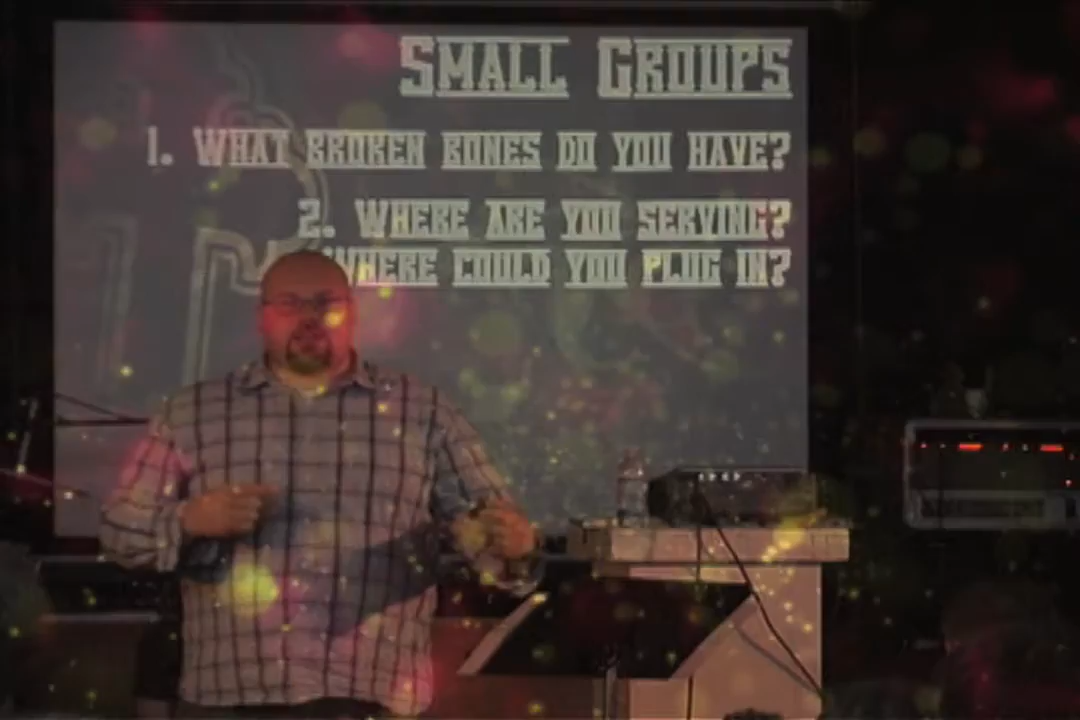 SMALL GROUPS
1. WHAT BROKEN BONES DO YOU HAVE?
2. WHERE ARE YOU SERVING?
WHERE COULD YOU PLUG IN?